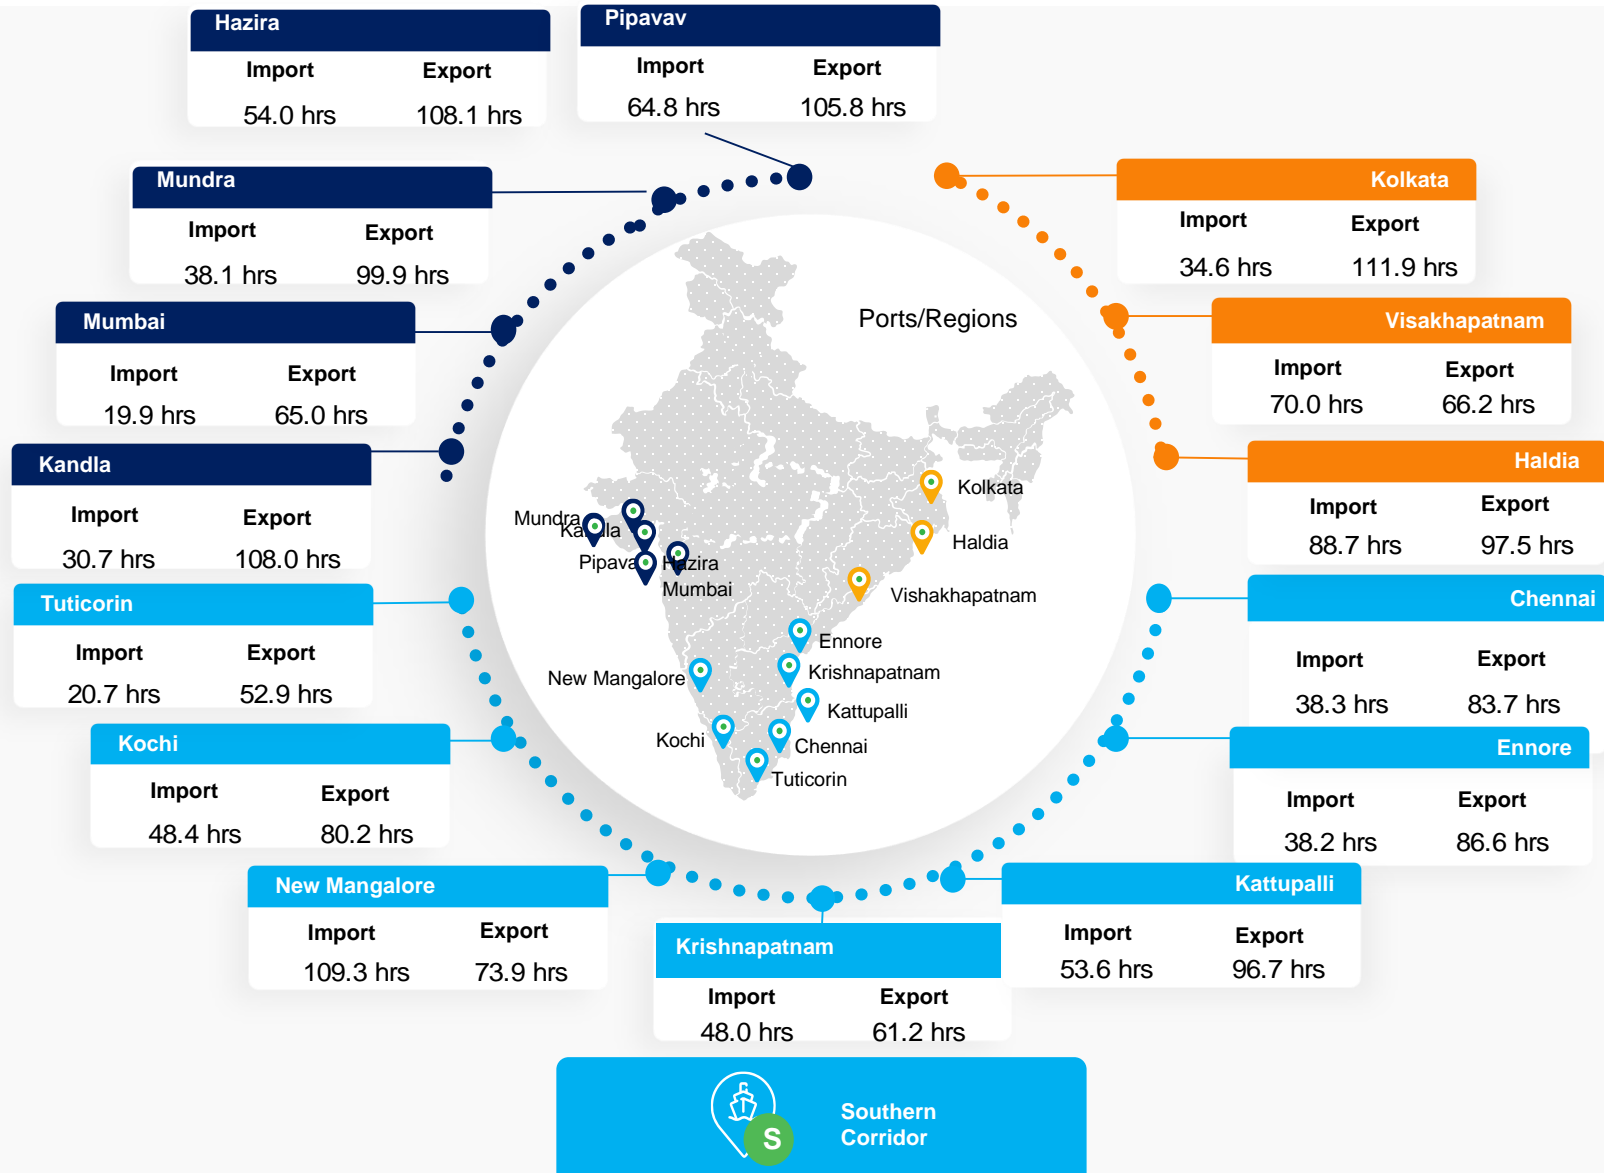 Hazira
Import Export
54.0 hrs 108.1 hrs
Pipavav
Import Export
64.8 hrs 105.8 hrs
Mundra
Import Export
38.1 hrs 99.9 hrs
Kolkata
Import Export
34.6 hrs 111.9 hrs
Mumbai
Import Export
19.9 hrs 65.0 hrs
Visakhapatnam
Import Export
70.0 hrs 66.2 hrs
Kandla
Import Export
30.7 hrs 108.0 hrs
Haldia
Import Export
88.7 hrs 97.5 hrs
Ports/Regions
Kolkata
Mundra
Kandla
Haldia
Pipava
Hazira
Mumbai
Vishakhapatnam
Ennore
Krishnapatnam
New Mangalore
Kattupalli
Kochi
Chennai
Tuticorin
Tuticorin
Import Export
20.7 hrs 52.9 hrs
Chennai
Import Export
38.3 hrs 83.7 hrs
Kochi
Import Export
48.4 hrs 80.2 hrs
Ennore
Import Export
38.2 hrs 86.6 hrs
New Mangalore
Import Export
109.3 hrs 73.9 hrs
Kattupalli
Import Export
53.6 hrs 96.7 hrs
Krishnapatnam
Import Export
48.0 hrs 61.2 hrs
S
Southern
Corridor